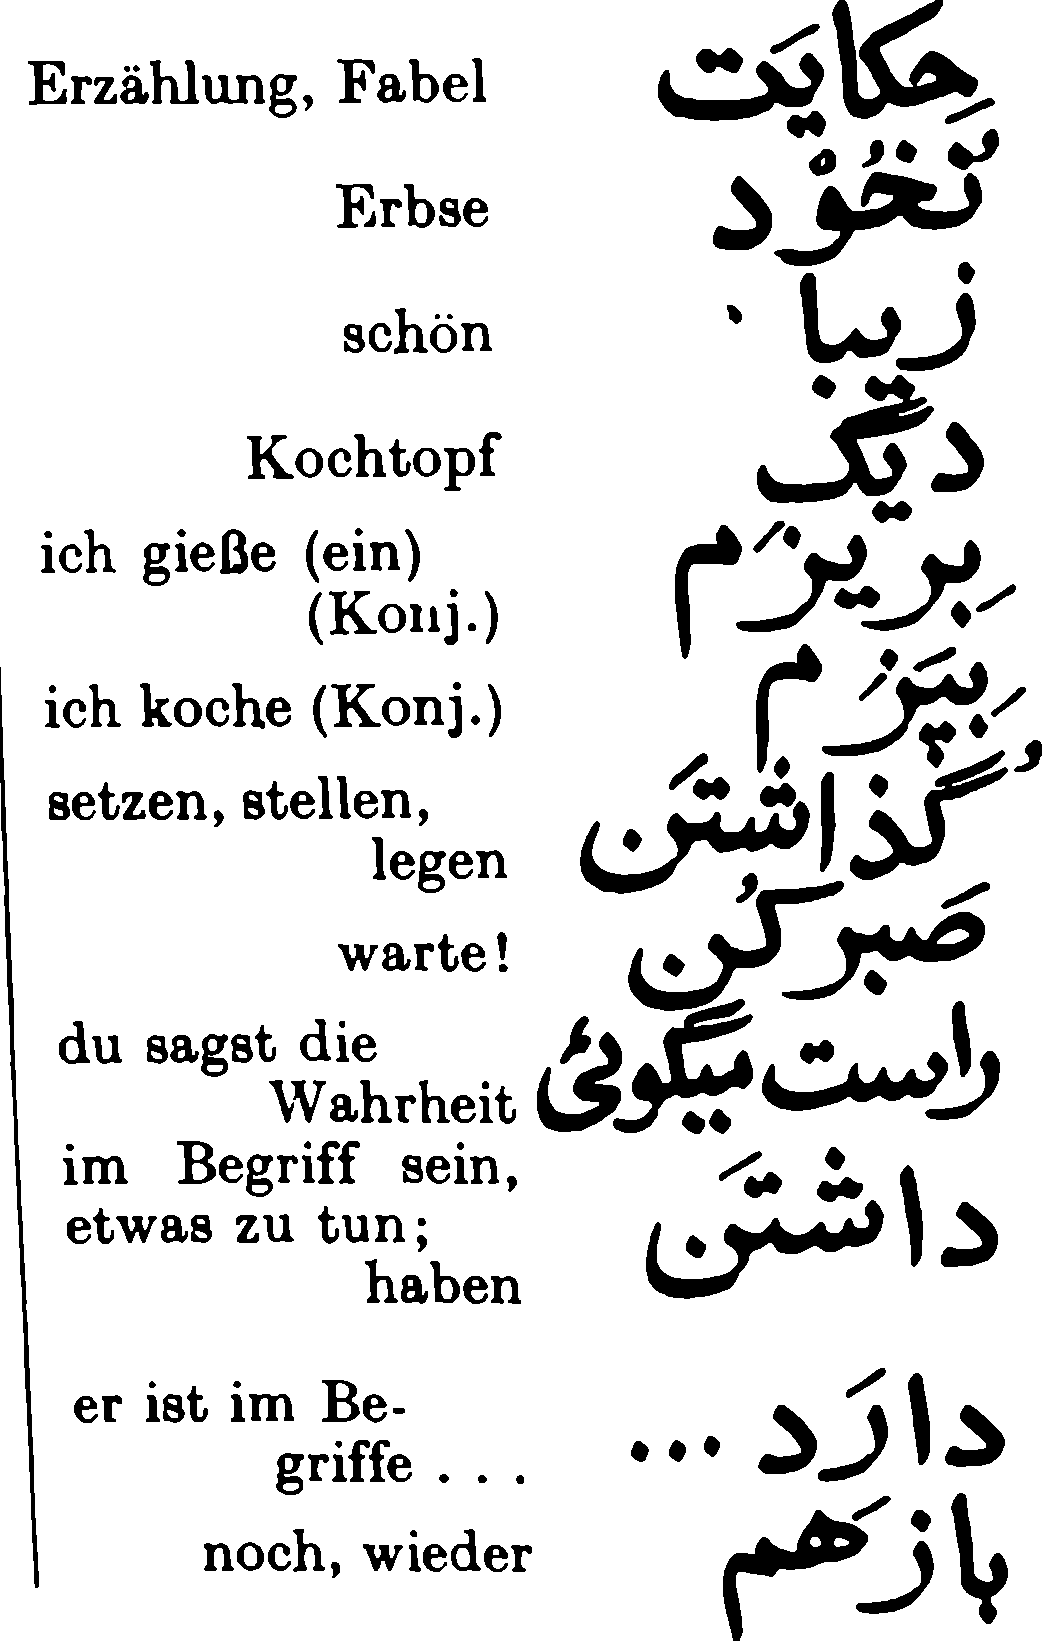 Erzählung, Fabel حِکایَت
Erbse نُخُوْد
schön زیبا
Kochtopf دیگ
ich gieße (ein)
(Konj.) بِریزَم
ich koche (Konj.) بِپَزَم
setzen, stellen,
legen گُذاشتَن
warte! صَبر کُن
du sagst die
Wahrheit راست میگوئی
im Begriff sein,
etwas zu tun;
haben داشتَن
er ist im Be-
griffe . . . دارَد ...
noch, wieder باز هَم